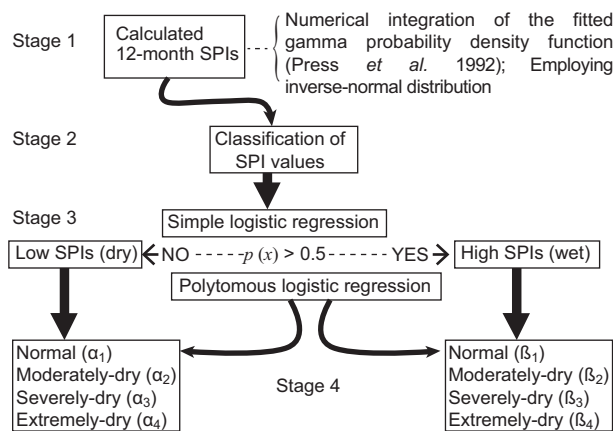 Stage 1
Calculated
12-month SPIs
Numerical integration of the fitted
gamma probability density function
(Press et al. 1992); Employing
inverse-normal distribution
Stage 2
Classification of
SPI values
Stage 3
Simple logistic regression
Low SPIs (dry)
NO
p (x) > 0.5
YES
High SPIs (wet)
Polytomous logistic regression
Normal (α₁)
Moderately-dry (α₂)
Severely-dry (α₃)
Extremely-dry (α₄)
Stage 4
Normal (ß₁)
Moderately-dry (ß₂)
Severely-dry (ß₃)
Extremely-dry (ß₄)